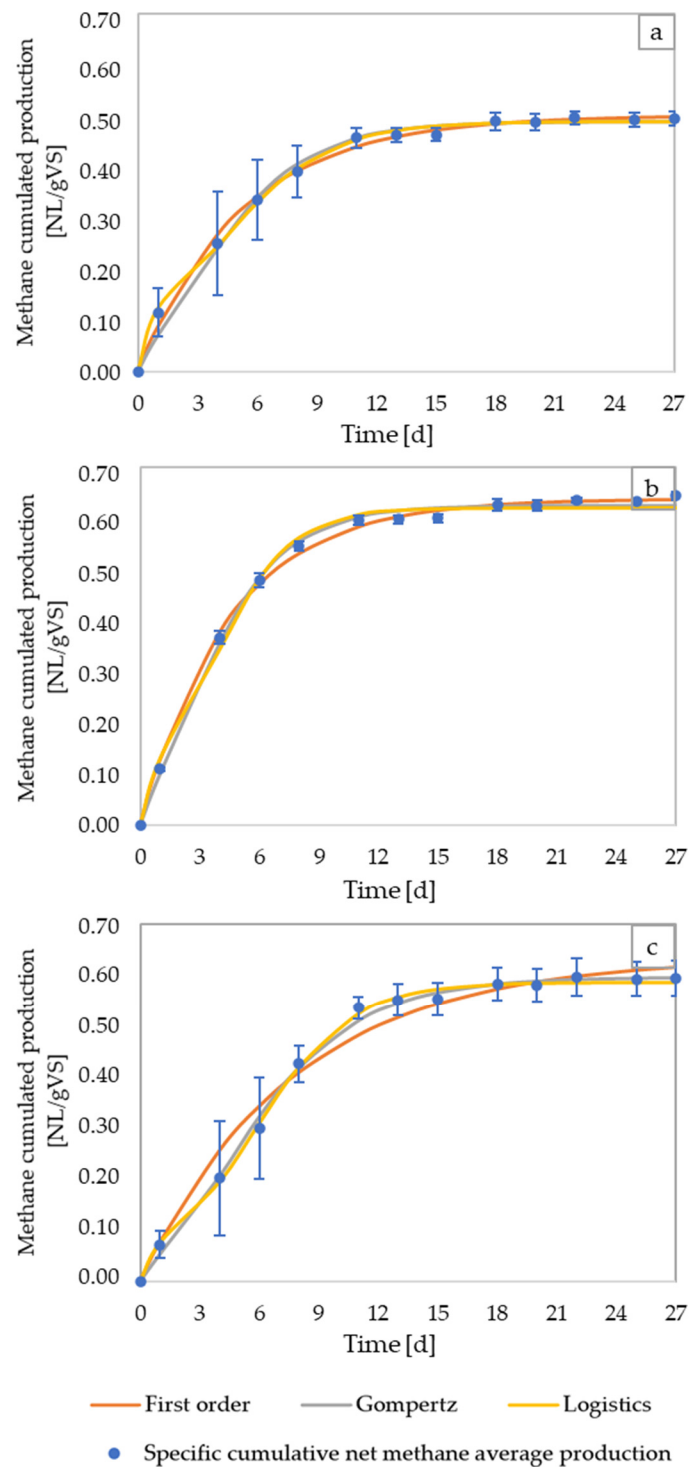 a
0.70
0.60
0.50
0.40
0.30
0.20
0.10
0.00
Methane cumulated production
[NL/gVS]
0 3 6 9 12 15 18 21 24 27
Time [d]
b
0.70
0.60
0.50
0.40
0.30
0.20
0.10
0.00
Methane cumulated production
[NL/gVS]
0 3 6 9 12 15 18 21 24 27
Time [d]
c
0.70
0.60
0.50
0.40
0.30
0.20
0.10
0.00
Methane cumulated production
[NL/gVS]
0 3 6 9 12 15 18 21 24 27
Time [d]
First order Gompertz Logistics
Specific cumulative net methane average production